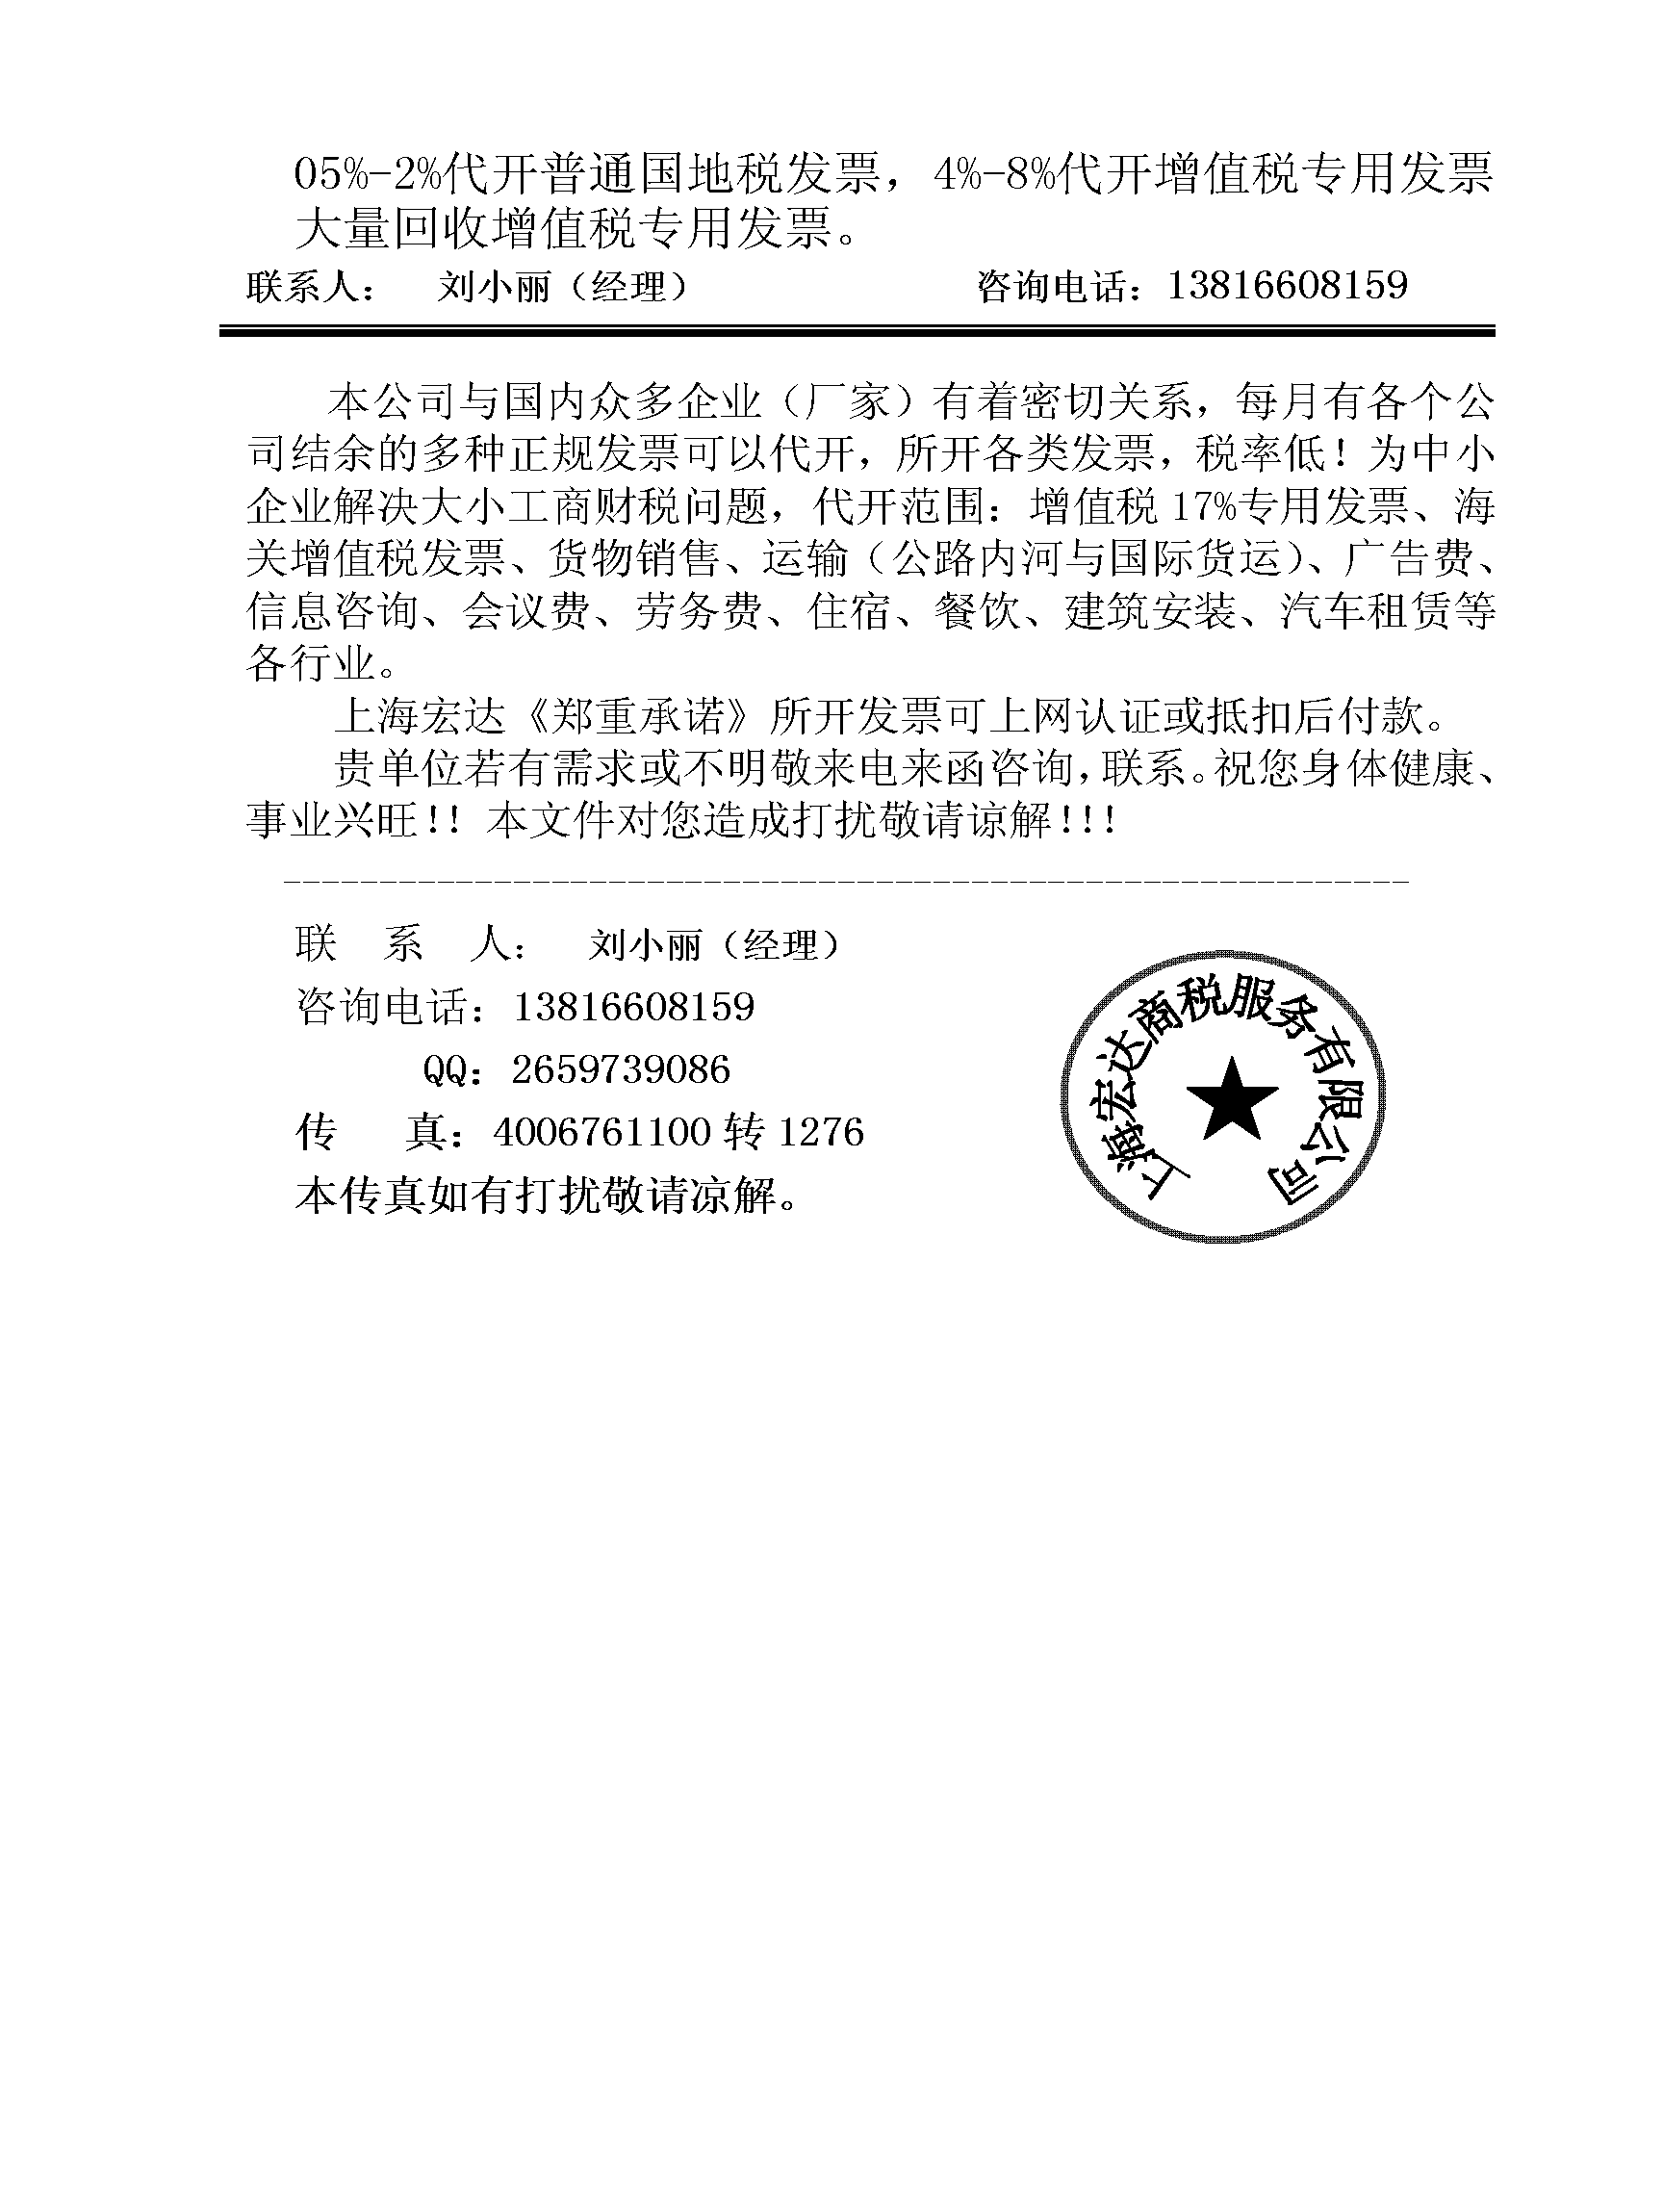 05%-2%代开普通国地税发票，4%-8%代开增值税专用发票
大量回收增值税专用发票。
联系人： 刘小丽（经理） 咨询电话：13816608159
本公司与国内众多企业（厂家）有着密切关系，每月有各个公
司结余的多种正规发票可以代开，所开各类发票，税率低！为中小
企业解决大小工商财税问题，代开范围：增值税17%专用发票、海
关增值税发票、货物销售、运输（公路内河与国际货运）、广告费、
信息咨询、会议费、劳务费、住宿、餐饮、建筑安装、汽车租赁等
各行业。
上海宏达《郑重承诺》所开发票可上网认证或抵扣后付款。
贵单位若有需求或不明敬来电来函咨询，联系。祝您身体健康、
事业兴旺！！本文件对您造成打扰敬请谅解！！！
联 系 人： 刘小丽（经理）
咨询电话：13816608159
QQ：2659739086
传 真：4006761100 转 1276
本传真如有打扰敬请凉解。
上海宏达商税服务有限公司